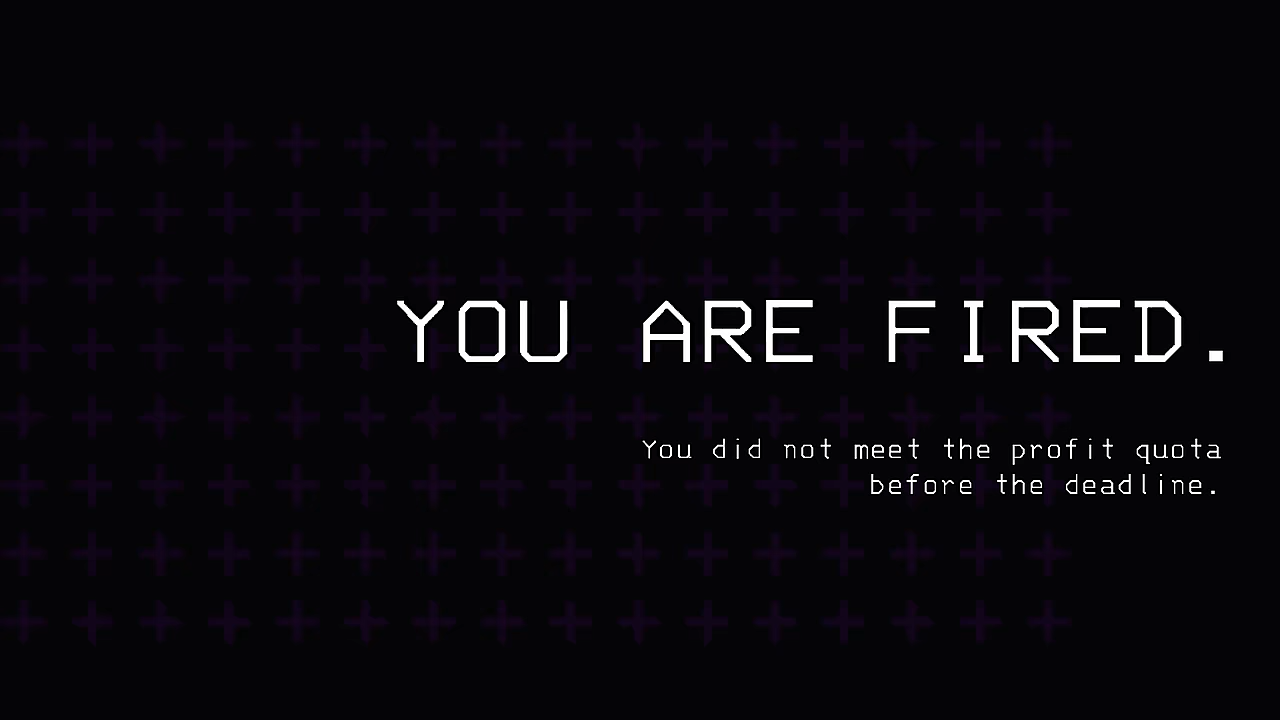 YOU ARE FIRED.
You did not meet the profit quota
before the deadline.